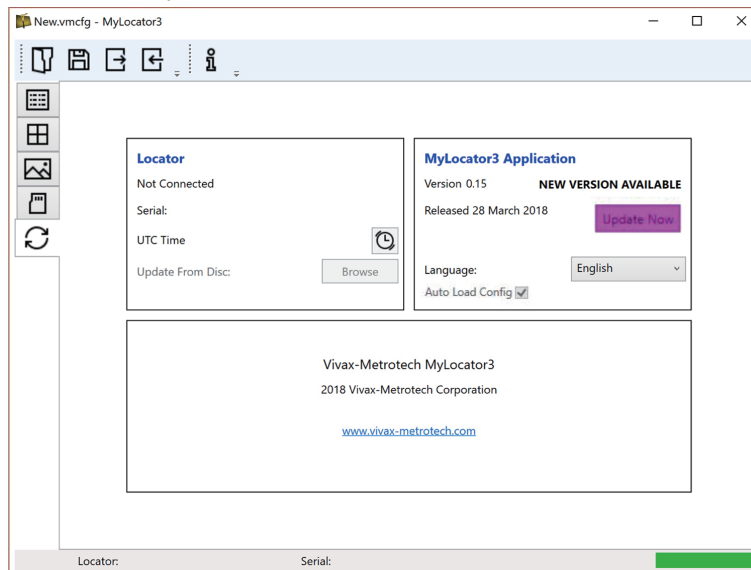 New.vmcfg - MyLocator3
Locator
Not Connected
Serial:
UTC Time
Update From Disc:
Browse
MyLocator3 Application
Version 0.15
NEW VERSION AVAILABLE
Released 28 March 2018
Update Now
Language:
English
Auto Load Config
Vivax-Metrotech MyLocator3
2018 Vivax-Metrotech Corporation
www.vivax-metrotech.com
Locator:
Serial: